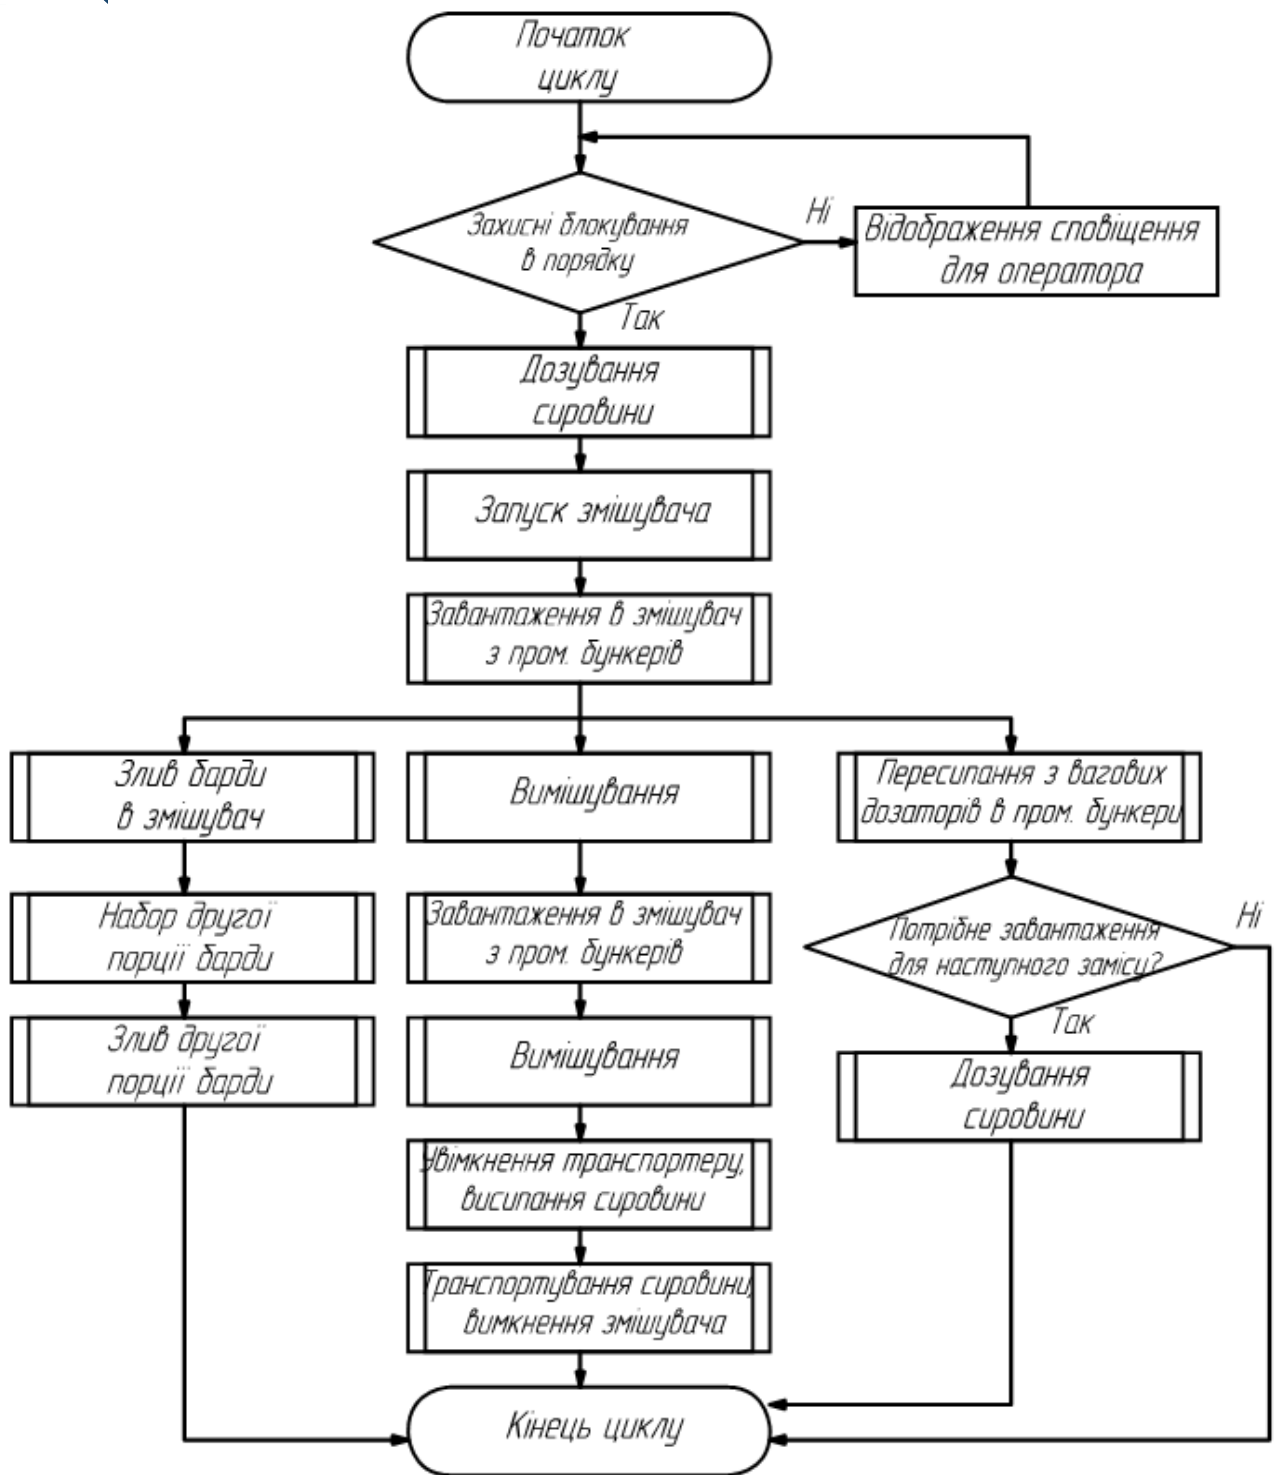 Початок
циклу
Захисні блокування
в порядку
Ні
Відображення сповіщення
для оператора
Так
Дозування
сировини
Запуск змішувача
Завантаження в змішувач
з пром. бункерів
Злив барди
в змішувач
Вимішування
Пересипання з вагових
дозаторів в пром. бункери
Набор другої
порції барди
Завантаження в змішувач
з пром. бункерів
Потрібне завантаження
для наступного замісу?
Ні
Злив другої
порції барди
Вимішування
Так
Дозування
сировини
Увімкнення транспортеру,
висипання сировини
Транспортування сировини,
вимкнення змішувача
Кінець циклу